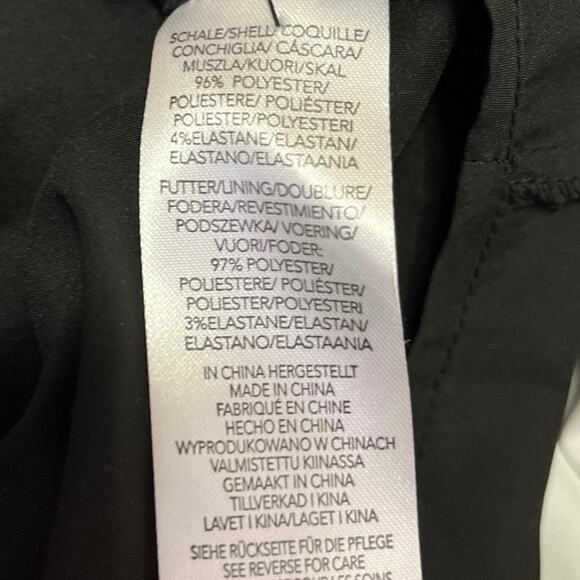 SCHALE/SHELL/COQUILLE/
CONCHIGLIA/ CÁSCARA/
MUSZLA/KUORI/SKAL
96% POLYESTER/
POLIESTERE/ POLIÉSTER/
POLIESTER/POLYESTERI
4%ELASTANE/ELASTAN/
ELASTANO/ELASTAANIA
FUTTER/LINING/DOUBLURE/
FODERA/REVESTIMIENTO/
PODSZEWKA/ VOERING/
VUORI/FODER:
97% POLYESTER/
POLIESTERE/ POLIÉSTER/
POLIESTER/POLYESTERI
3%ELASTANE/ELASTAN/
ELASTANO/ELASTAANIA
IN CHINA HERGESTELLT
MADE IN CHINA
FABRIQUÉ EN CHINE
HECHO EN CHINA
WYPRODUKOWANO W CHINACH
VALMISTETTU KIINASSA
GEMAAKT IN CHINA
TILLVERKAD I KINA
LAVET I KINA/LAGET I KINA
SIEHE RÜCKSEITE FÜR DIE PFLEGE
SEE REVERSE FOR CARE
POUR LES SOINS